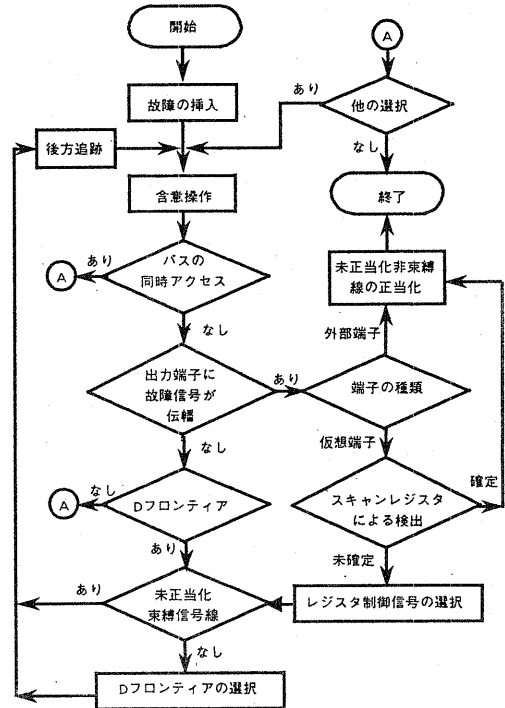 開始
故障の挿入
後方追跡
含意操作
バスの
同時アクセス
あり
A
なし
出力端子に
故障信号が
伝幡
あり
なし
Dフロンティア
なし
A
あり
未正当化
束縛信号線
あり
なし
Dフロンティアの選択
A
他の選択
あり
なし
終了
未正当化非束縛
線の正当化
外部端子
端子の種類
仮想端子
スキャンレジスタ
による検出
確定
未確定
レジスタ制御信号の選択